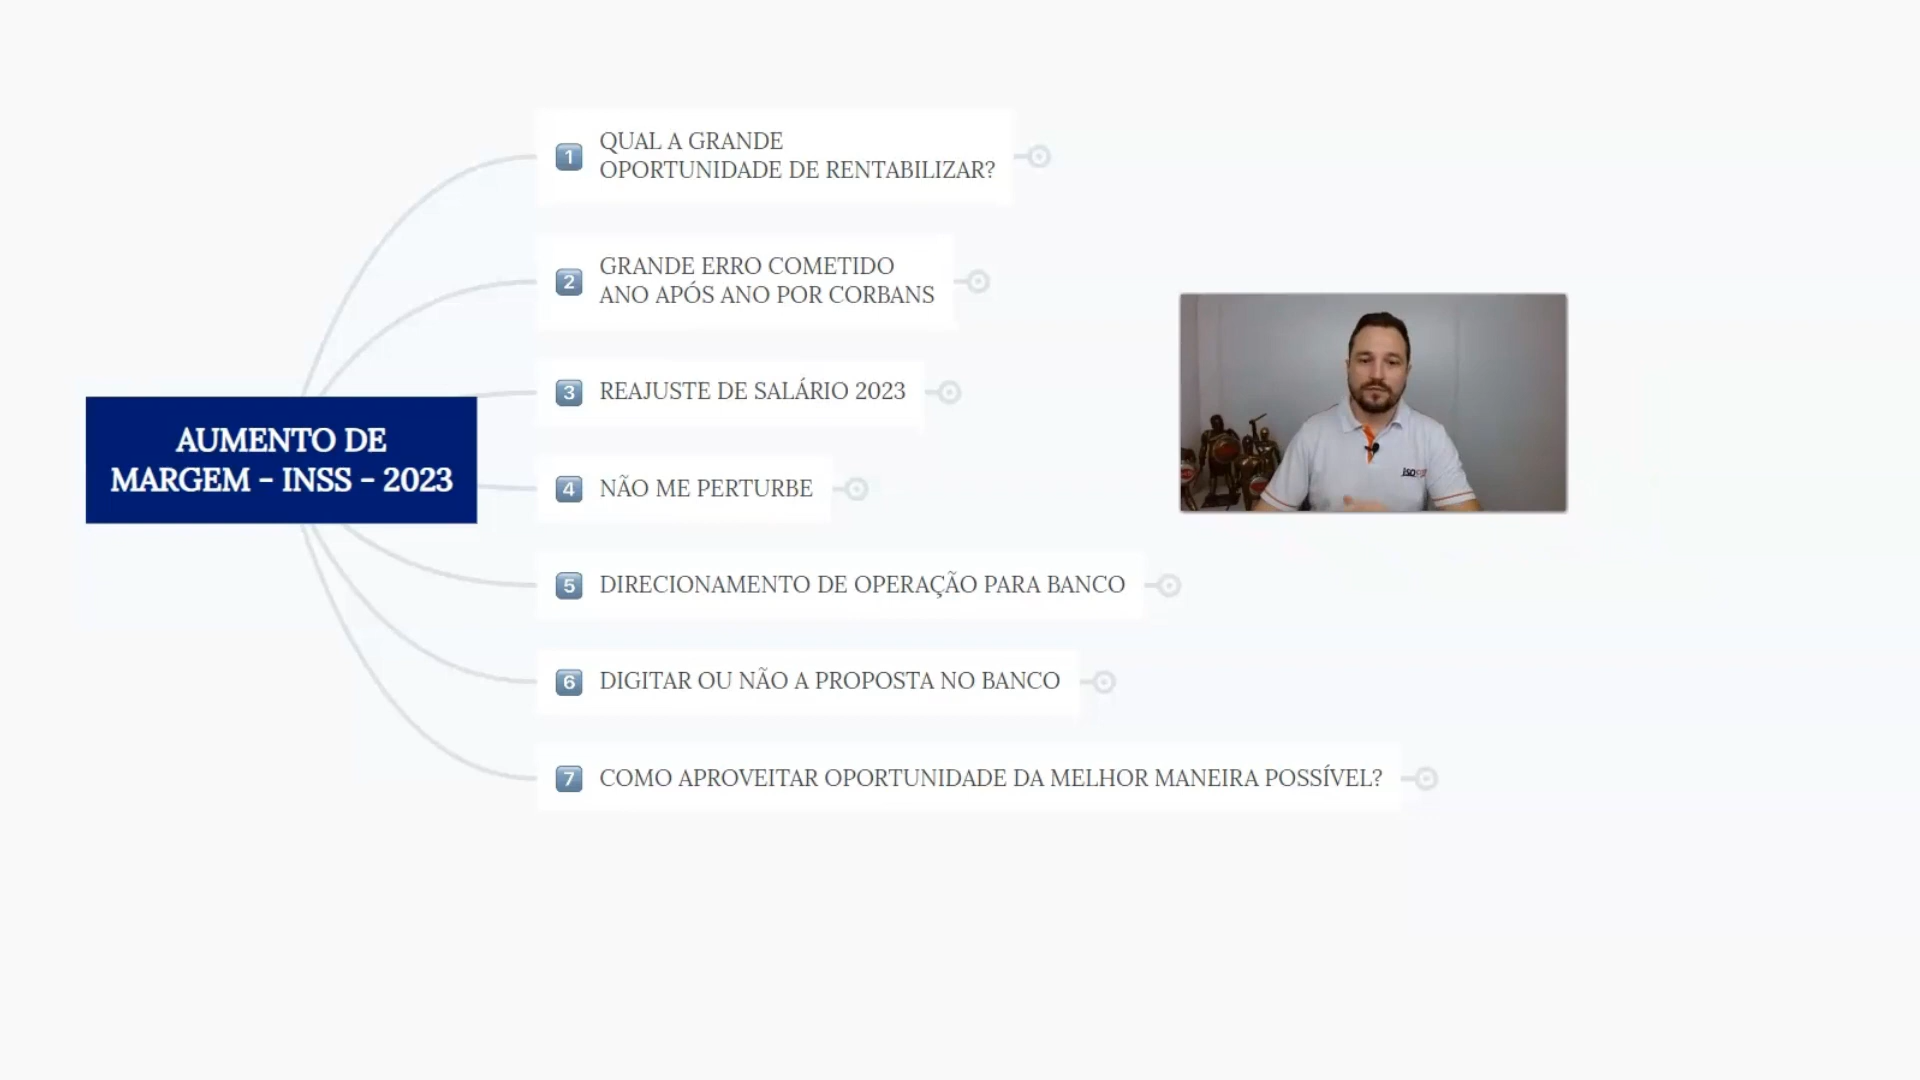 AUMENTO DE
MARGEM - INSS - 2023
1 QUAL A GRANDE
OPORTUNIDADE DE RENTABILIZAR?
2 GRANDE ERRO COMETIDO
ANO APÓS ANO POR CORBANS
3 REAJUSTE DE SALÁRIO 2023
4 NÃO ME PERTURBE
5 DIRECIONAMENTO DE OPERAÇÃO PARA BANCO
6 DIGITAR OU NÃO A PROPOSTA NO BANCO
7 COMO APROVEITAR OPORTUNIDADE DA MELHOR MANEIRA POSSÍVEL?